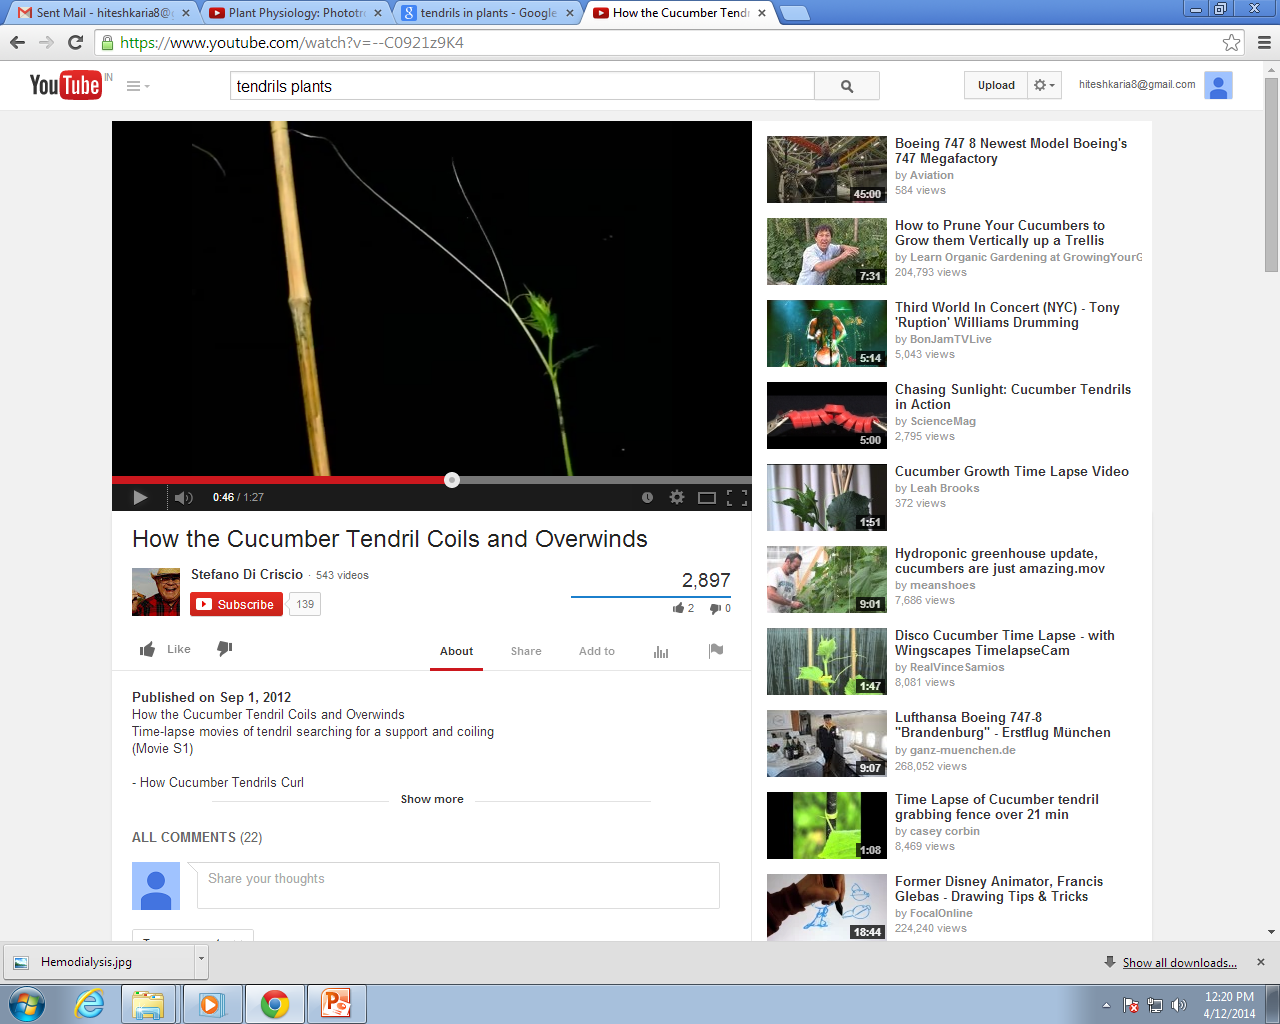 Sent Mail - hiteshkaria8@g
Plant Physiology: Phototro
tendrils in plants - Google
How the Cucumber Tendr
https://www.youtube.com/watch?v=--C0921z9K4
YouTube IN
tendrils plants
Upload
hiteshkaria8@gmail.com
0:46 / 1:27
How the Cucumber Tendril Coils and Overwinds
Stefano Di Criscio · 543 videos
Subscribe 139
2,897
2 0
Like
About Share Add to
Published on Sep 1, 2012
How the Cucumber Tendril Coils and Overwinds
Time-lapse movies of tendril searching for a support and coiling
(Movie S1)
- How Cucumber Tendrils Curl
Show more
ALL COMMENTS (22)
Share your thoughts
45:00
Boeing 747 8 Newest Model Boeing's
747 Megafactory
by Aviation
584 views
7:31
How to Prune Your Cucumbers to
Grow them Vertically up a Trellis
by Learn Organic Gardening at GrowingYourG
204,793 views
5:14
Third World In Concert (NYC) - Tony
'Ruption' Williams Drumming
by BonJamTVLive
5,043 views
5:00
Chasing Sunlight: Cucumber Tendrils
in Action
by ScienceMag
2,795 views
1:51
Cucumber Growth Time Lapse Video
by Leah Brooks
372 views
9:01
Hydroponic greenhouse update,
cucumbers are just amazing.mov
by meanshoes
7,686 views
1:47
Disco Cucumber Time Lapse - with
Wingscapes TimelapseCam
by RealVinceSamios
8,081 views
9:07
Lufthansa Boeing 747-8
"Brandenburg" - Erstflug München
by ganz-muenchen.de
268,052 views
1:08
Time Lapse of Cucumber tendril
grabbing fence over 21 min
by casey corbin
8,469 views
18:44
Former Disney Animator, Francis
Glebas - Drawing Tips & Tricks
by FocalOnline
224,240 views
Hemodialysis.jpg
Show all downloads...
12:20 PM
4/12/2014